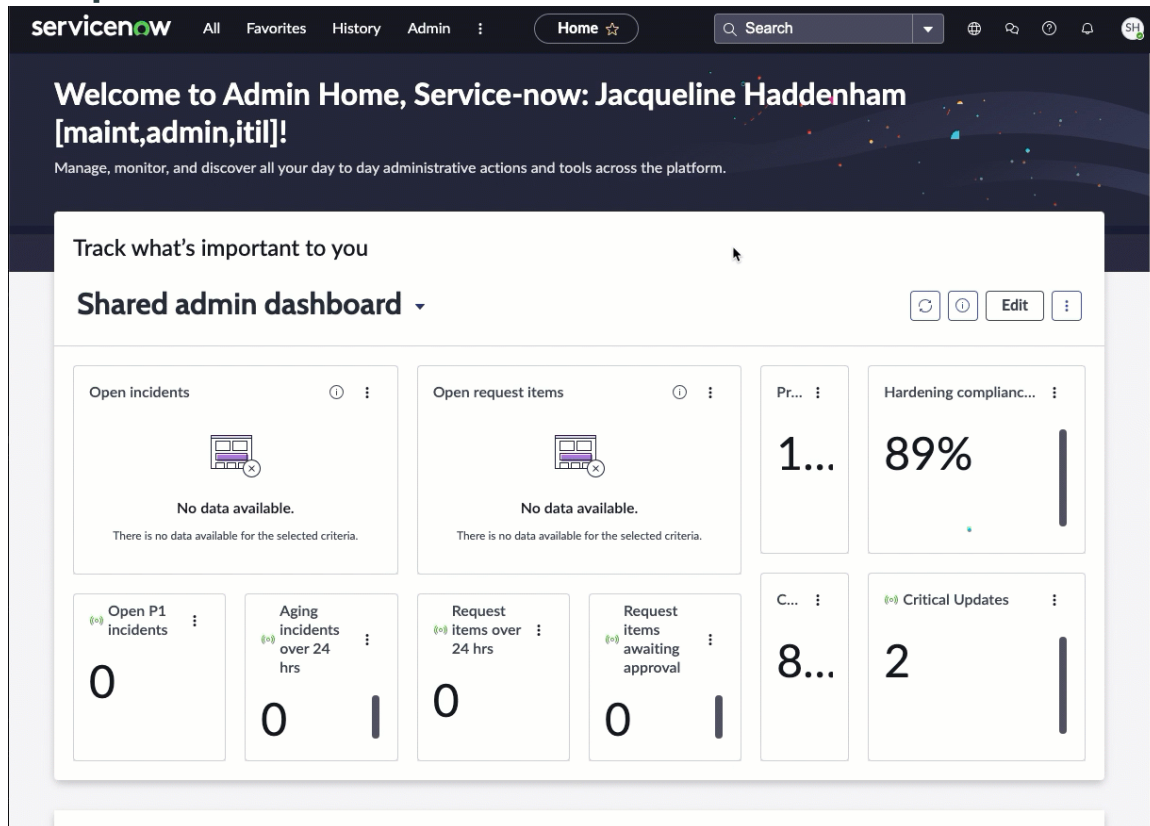 servicenow All Favorites History Admin Home Search SH
Welcome to Admin Home, Service-now: Jacqueline Haddenham
[maint,admin,itil]!
Manage, monitor, and discover all your day to day administrative actions and tools across the platform.
Track what's important to you
Shared admin dashboard
Edit
Open incidents
No data available.
There is no data available for the selected criteria.
Open request items
No data available.
There is no data available for the selected criteria.
Pr...
1...
Hardening complianc...
89%
Open P1
incidents
0
Aging
incidents
over 24
hrs
0
Request
items over
24 hrs
0
Request
items
awaiting
approval
0
C...
8...
Critical Updates
2